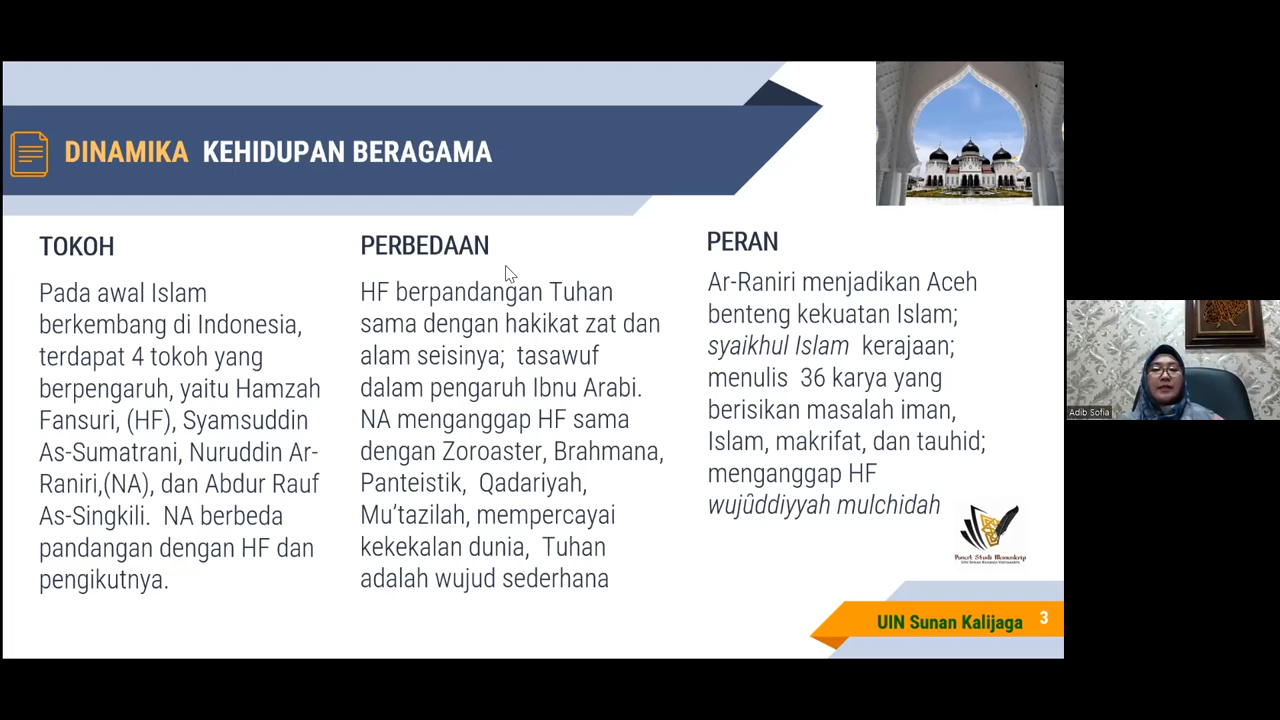 DINAMIKA KEHIDUPAN BERAGAMA
TOKOH
Pada awal Islam
berkembang di Indonesia,
terdapat 4 tokoh yang
berpengaruh, yaitu Hamzah
Fansuri, (HF), Syamsuddin
As-Sumatrani, Nuruddin Ar-
Raniri,(NA), dan Abdur Rauf
As-Singkili. NA berbeda
pandangan dengan HF dan
pengikutnya.
PERBEDAAN
HF berpandangan Tuhan
sama dengan hakikat zat dan
alam seisinya; tasawuf
dalam pengaruh Ibnu Arabi.
NA menganggap HF sama
dengan Zoroaster, Brahmana,
Panteistik, Qadariyah,
Mu'tazilah, mempercayai
kekekalan dunia, Tuhan
adalah wujud sederhana
PERAN
Ar-Raniri menjadikan Aceh
benteng kekuatan Islam;
syaikhul Islam kerajaan;
menulis 36 karya yang
berisikan masalah iman,
Islam, makrifat, dan tauhid;
menganggap HF
wujûddiyyah mulchidah
Pusat Studi Manuskrip
UIN Sunan Kalijaga 3
Adib Sofia